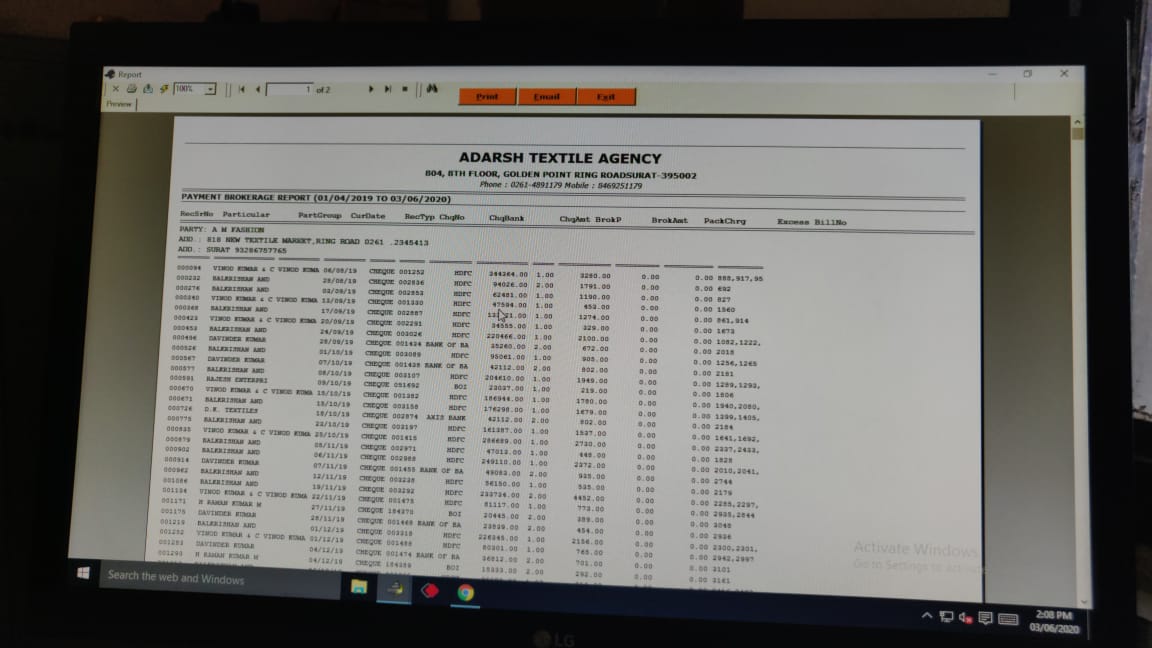 Report
100% 1 of 2 Print Email Exit
Preview
ADARSH TEXTILE AGENCY
804, 8TH FLOOR, GOLDEN POINT RING ROADSURAT-395002
Phone : 0261-4891179 Mobile : 8469251179
PAYMENT BROKERAGE REPORT (01/04/2019 TO 03/06/2020)
RecSrNo Particular PartGroup CurDate RecTyp ChqNo ChqBank ChqAmt BrokP BrokAmt PackChrg Excess BillNo
PARTY: A M FASHION
ADD.: 818 NEW TEXTILE MARKET,RING ROAD 0261 .2345413
ADD.: SURAT 93286757765
000094 VINOD KUMAR & C VINOD KUMA 06/08/19 CHEQUE 001252 HDFC 344364.00 1.00 3280.00 0.00 0.00 888,917,95
000232 BALKRISHAN AND 28/08/19 CHEQUE 002836 HDFC 94026.00 2.00 1791.00 0.00 0.00 692
000276 BALKRISHAN AND 03/09/19 CHEQUE 002853 HDFC 62481.00 1.00 1190.00 0.00 0.00 827
000340 VINOD KUMAR & C VINOD KUMA 13/09/19 CHEQUE 001330 HDFC 47594.00 1.00 453.00 0.00 0.00 1560
000368 BALKRISHAN AND 17/09/19 CHEQUE 002887 HDFC 1.00 1274.00 0.00 0.00 861,914
000423 VINOD KUMAR & C VINOD KUMA 20/09/19 CHEQUE 002291 HDFC 34555.00 1.00 329.00 0.00 0.00 1673
000453 BALKRISHAN AND 24/09/19 CHEQUE 003026 HDFC 220466.00 1.00 2100.00 0.00 0.00 1082,1222,
000496 DAVINDER KUMAR 28/09/19 CHEQUE 001434 BANK OF BA 35260.00 2.00 672.00 0.00 0.00 2018
000526 BALKRISHAN AND 01/10/19 CHEQUE 003089 HDFC 95061.00 1.00 905.00 0.00 0.00 1256,1265
000567 DAVINDER KUMAR 07/10/19 CHEQUE 001435 BANK OF BA 42112.00 2.00 802.00 0.00 0.00 2181
000577 BALKRISHAN AND 08/10/19 CHEQUE 003107 HDFC 204610.00 1.00 1949.00 0.00 0.00 1289,1293,
000591 RAJESH ENTERPRI 09/10/19 CHEQUE 051692 BOI 23037.00 1.00 219.00 0.00 0.00 1806
000670 VINOD KUMAR & C VINOD KUMA 15/10/19 CHEQUE 001382 HDFC 186944.00 1.00 1780.00 0.00 0.00 1940,2080,
000671 BALKRISHAN AND 15/10/19 CHEQUE 003158 HDFC 176298.00 1.00 1679.00 0.00 0.00 1399,1405,
000726 D.K. TEXTILES 18/10/19 CHEQUE 002874 AXIS BANK 42112.00 2.00 802.00 0.00 0.00 2184
000775 BALKRISHAN AND 22/10/19 CHEQUE 003197 HDFC 161387.00 1.00 1537.00 0.00 0.00 1641,1692,
000835 VINOD KUMAR & C VINOD KUMA 25/10/19 CHEQUE 001415 HDFC 286689.00 1.00 2730.00 0.00 0.00 2337,2433,
000879 BALKRISHAN AND 05/11/19 CHEQUE 002971 HDFC 47013.00 1.00 448.00 0.00 0.00 1828
000902 BALKRISHAN AND 06/11/19 CHEQUE 002988 HDFC 249110.00 1.00 2372.00 0.00 0.00 2010,2041,
000914 DAVINDER KUMAR 07/11/19 CHEQUE 001455 BANK OF BA 49083.00 2.00 935.00 0.00 0.00 2744
000962 BALKRISHAN AND 12/11/19 CHEQUE 003238 HDFC 56150.00 1.00 535.00 0.00 0.00 2179
001086 BALKRISHAN AND 19/11/19 CHEQUE 003292 HDFC 233734.00 2.00 4452.00 0.00 0.00 2285,2297,
001134 VINOD KUMAR & C VINOD KUMA 22/11/19 CHEQUE 001475 HDFC 81117.00 1.00 773.00 0.00 0.00 2935,2844
001171 H RAMAN KUMAR M 27/11/19 CHEQUE 184370 BOI 20445.00 2.00 389.00 0.00 0.00 3048
001175 DAVINDER KUMAR 28/11/19 CHEQUE 001469 BANK OF BA 23839.00 2.00 454.00 0.00 0.00 2936
001219 BALKRISHAN AND 01/12/19 CHEQUE 003318 HDFC 226345.00 1.00 2156.00 0.00 0.00 2300,2301,
001252 VINOD KUMAR & C VINOD KUMA 01/12/19 CHEQUE 001488 HDFC 80301.00 1.00 765.00 0.00 0.00 2942,2997
001283 DAVINDER KUMAR 04/12/19 CHEQUE 001474 BANK OF BA 36812.00 2.00 701.00 0.00 0.00 3101
001293 H RAMAN KUMAR M 04/12/19 CHEQUE 184389 BOI 15333.00 2.00 292.00 0.00 0.00 3161
Activate Windows
Go to Settings to activate
Search the web and Windows
2:08 PM
03/06/2020
LG